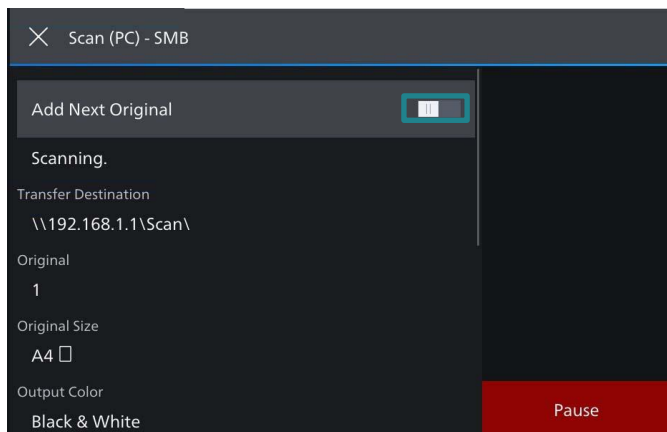 Scan (PC) - SMB
Add Next Original
Scanning.
Transfer Destination
\\192.168.1.1\Scan\
Original
1
Original Size
A4
Output Color
Black & White
Pause